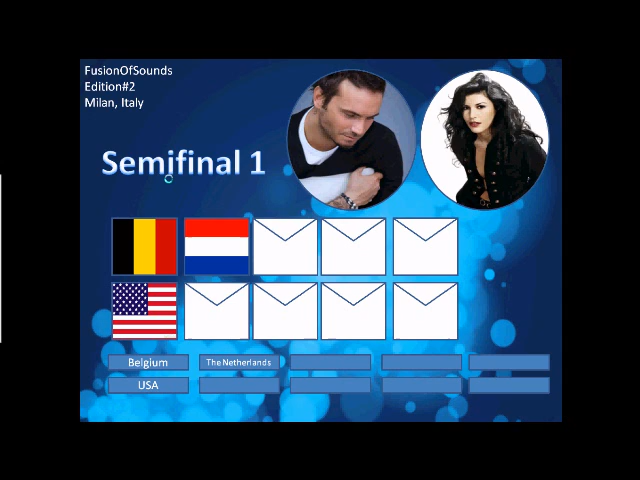 FusionOfSounds
Edition#2
Milan, Italy
Semifinal 1
Belgium
The Netherlands
USA